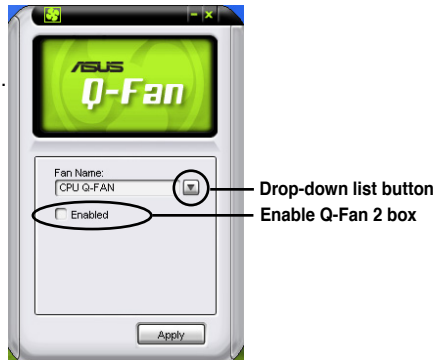 ASUS
Q-Fan
.
Fan Name:
CPU Q-FAN
Drop-down list button
Enabled
Enable Q-Fan 2 box
Apply